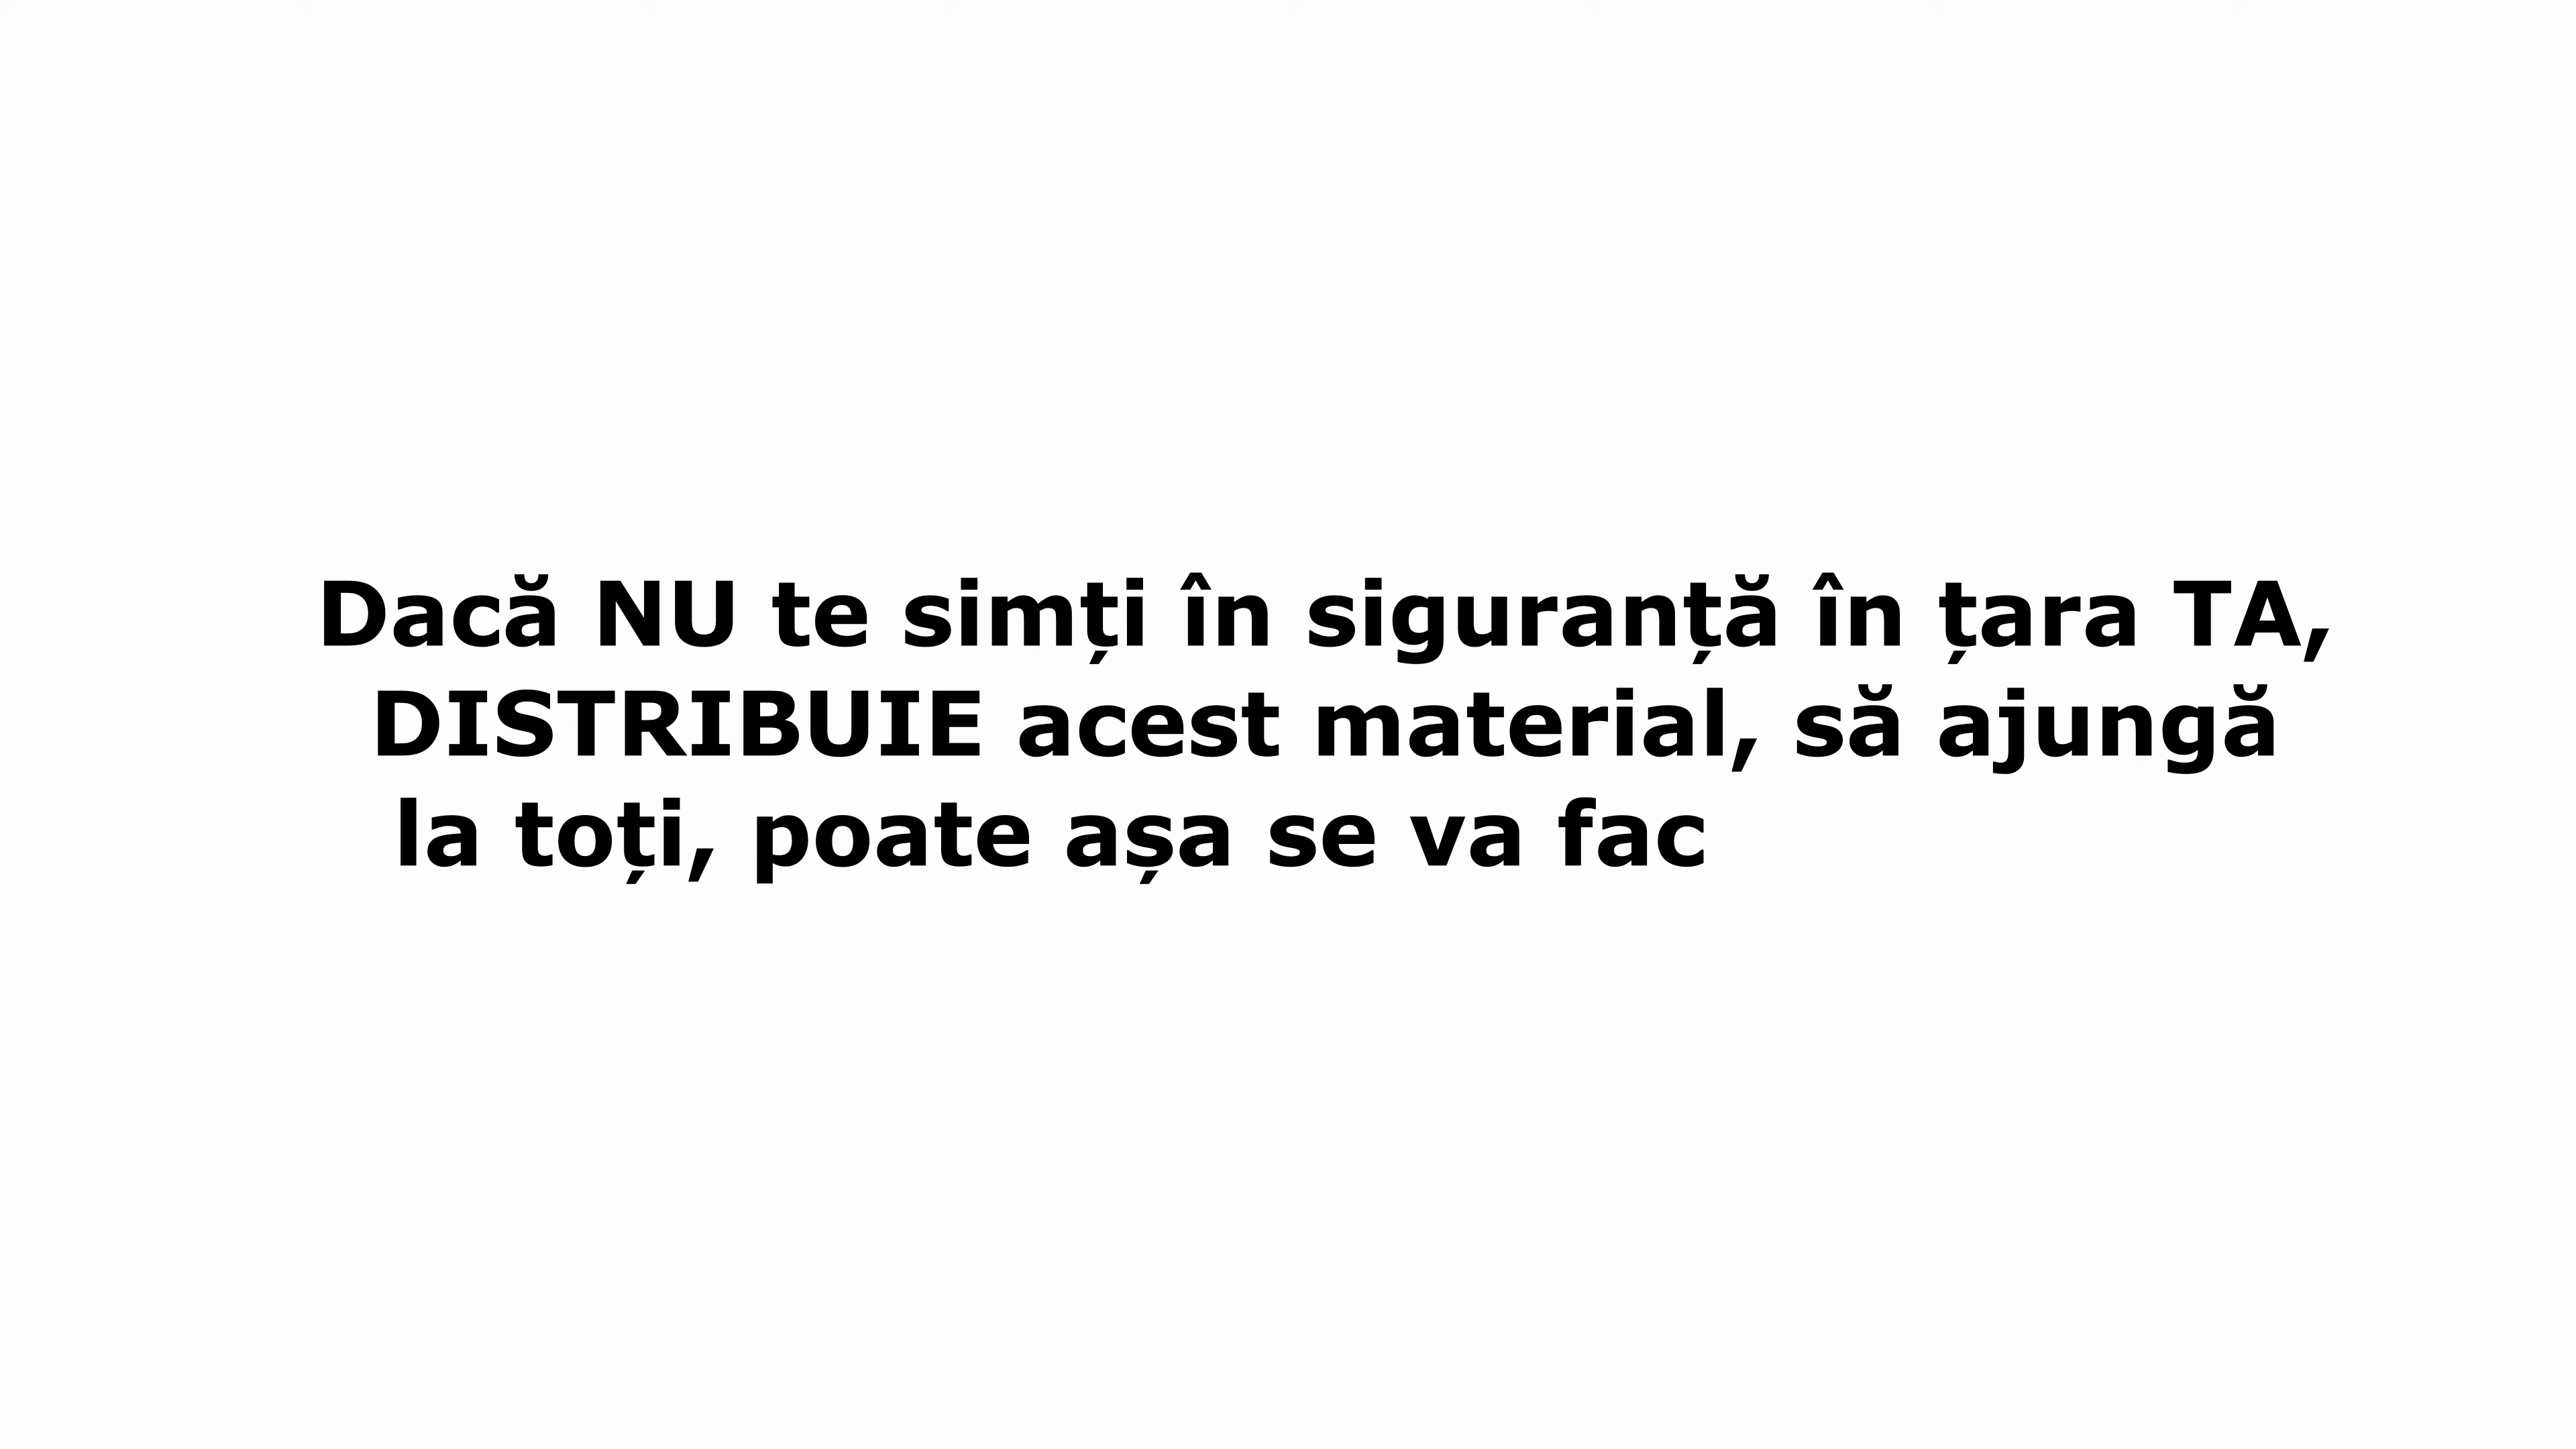 Dacă NU te simți în siguranță în țara TA,
DISTRIBUIE acest material, să ajungă
la toți, poate așa se va fac